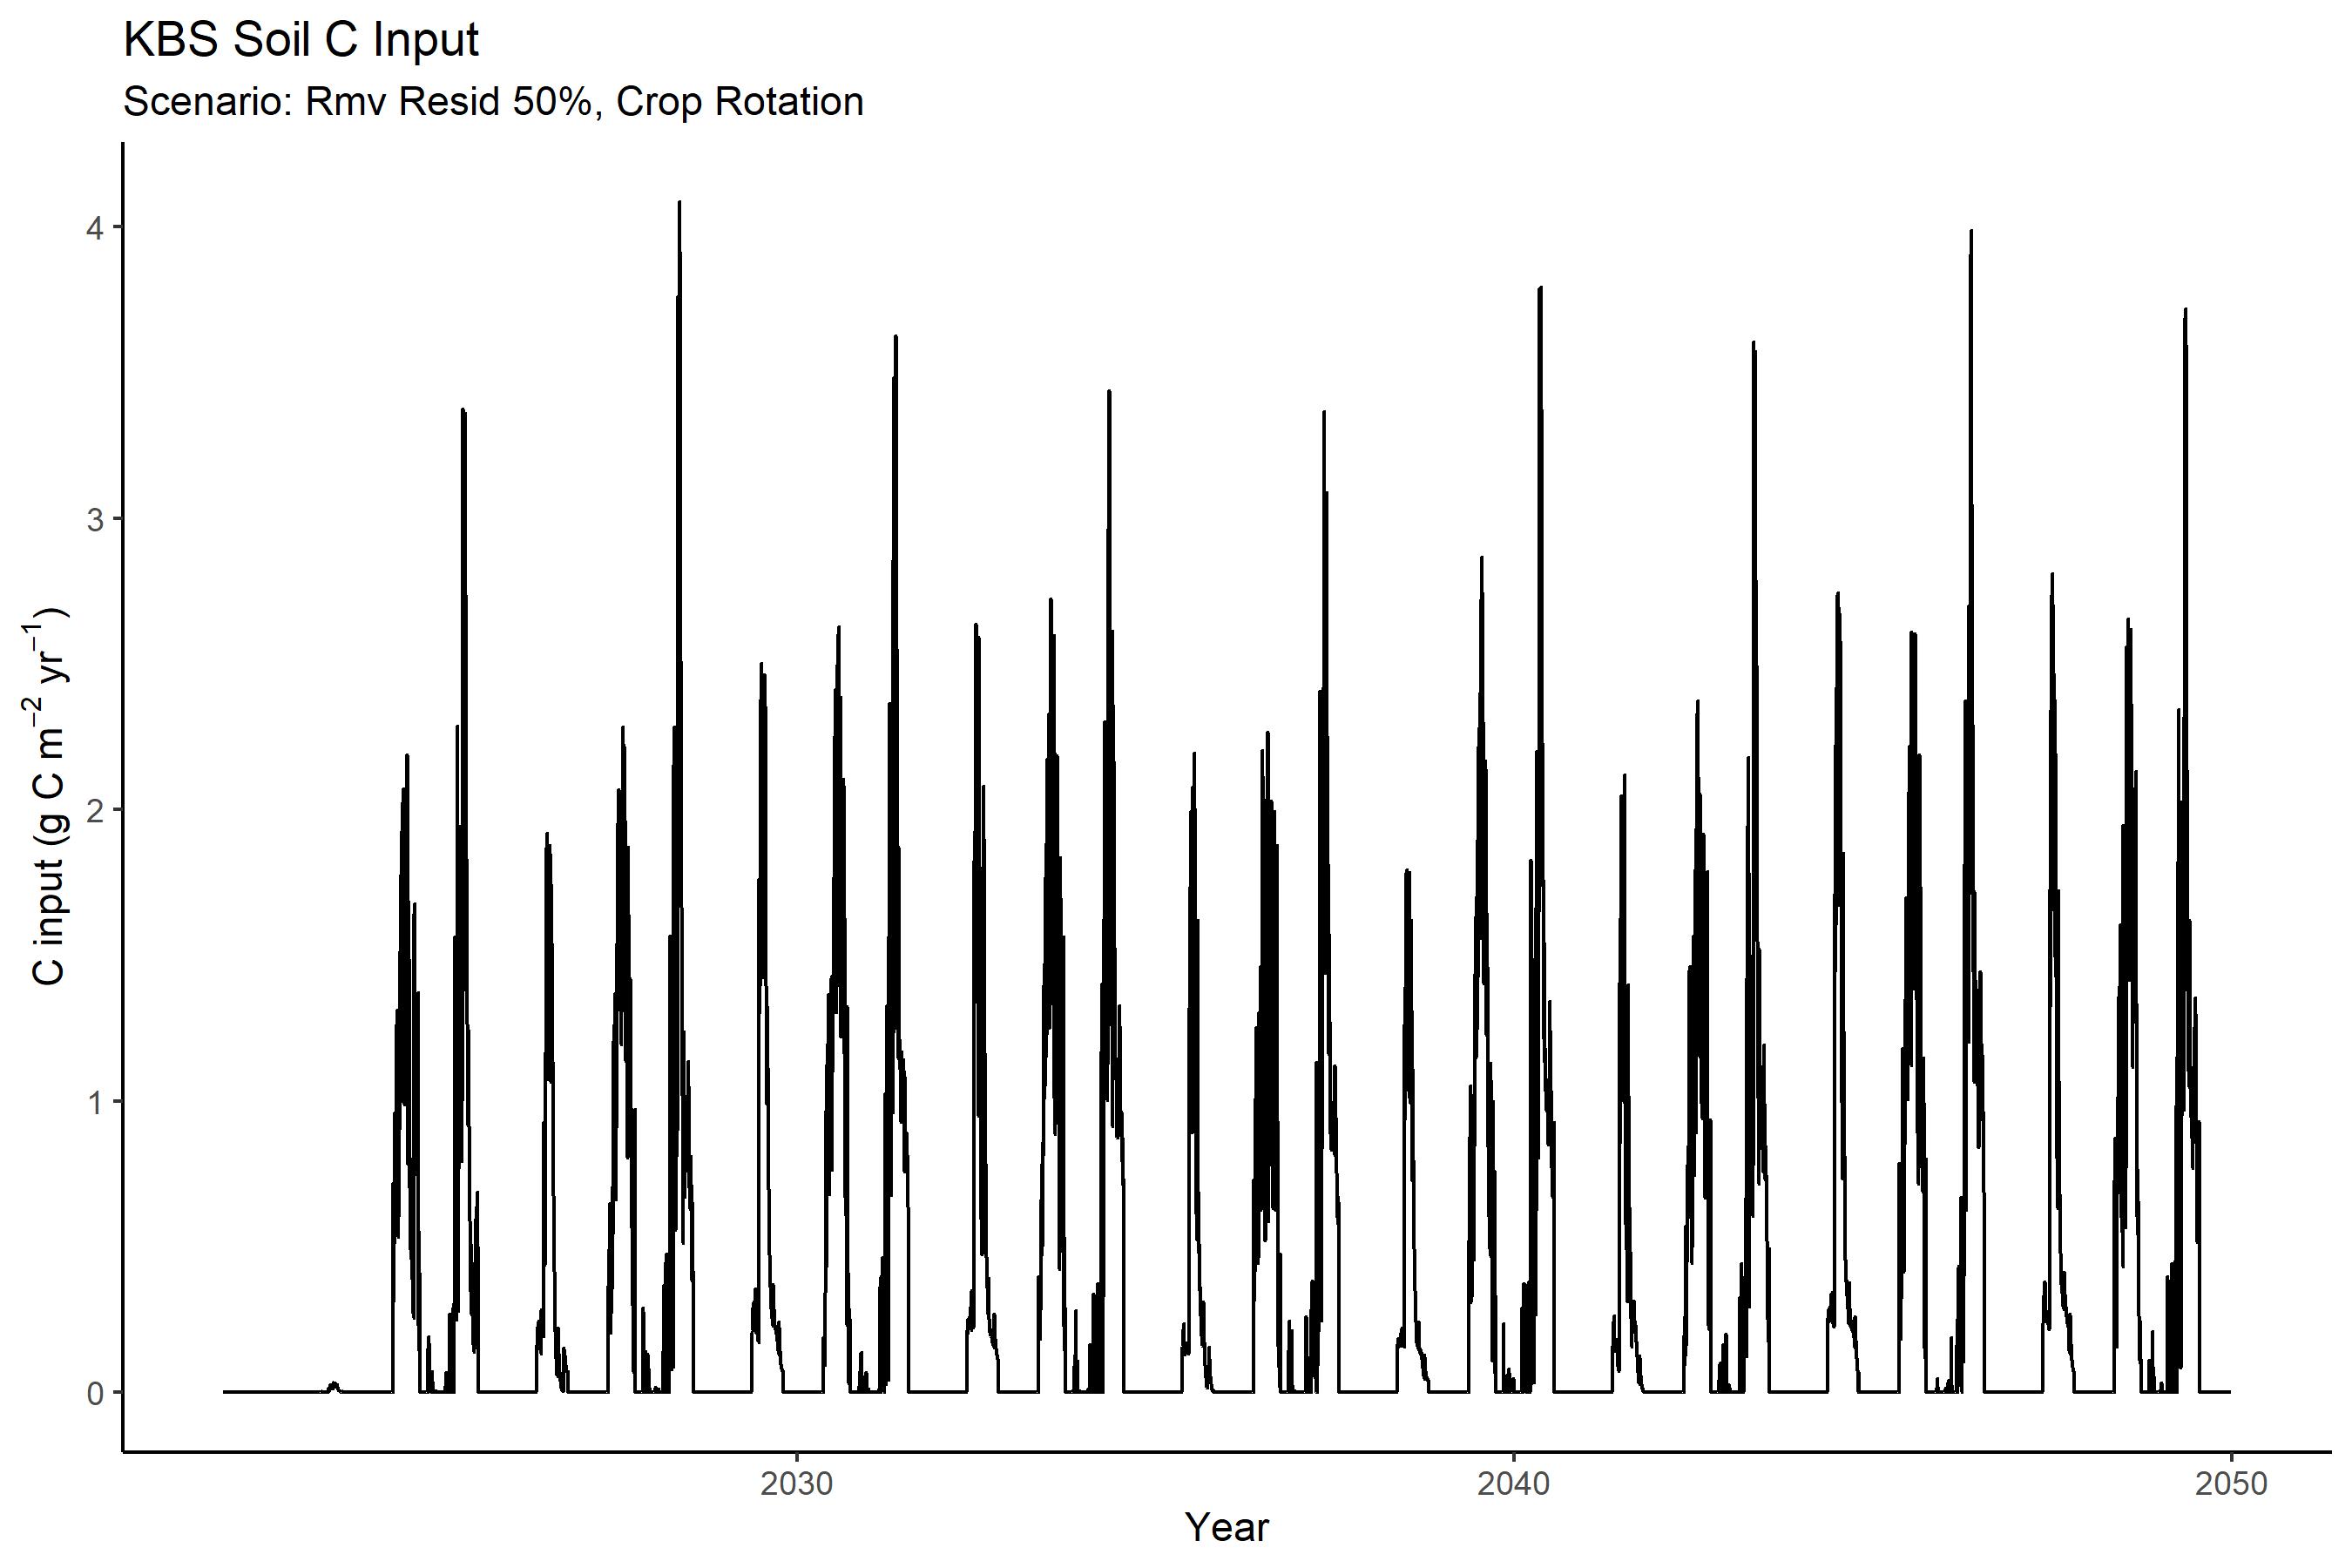 KBS Soil C Input
Scenario: Rmv Resid 50%, Crop Rotation
C input (g C m⁻² yr⁻¹)
4
3
2
1
0
2030 2040 2050
Year